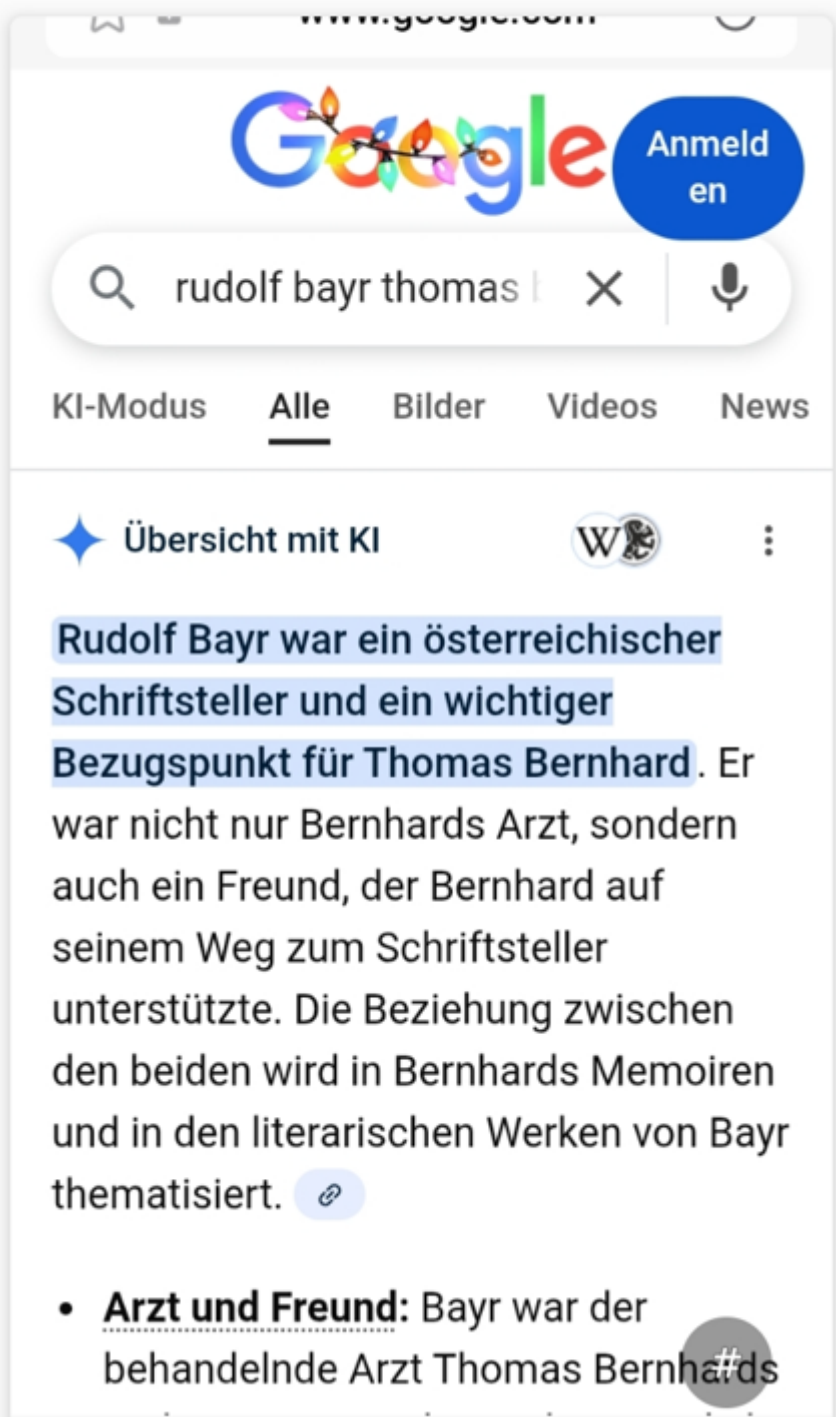 www.google.com
Google
Anmeld
en
rudolf bayr thomas
KI-Modus Alle Bilder Videos News
Übersicht mit KI
W
Rudolf Bayr war ein österreichischer
Schriftsteller und ein wichtiger
Bezugspunkt für Thomas Bernhard. Er
war nicht nur Bernhards Arzt, sondern
auch ein Freund, der Bernhard auf
seinem Weg zum Schriftsteller
unterstützte. Die Beziehung zwischen
den beiden wird in Bernhards Memoiren
und in den literarischen Werken von Bayr
thematisiert.
• Arzt und Freund: Bayr war der
behandelnde Arzt Thomas Bernhards
#